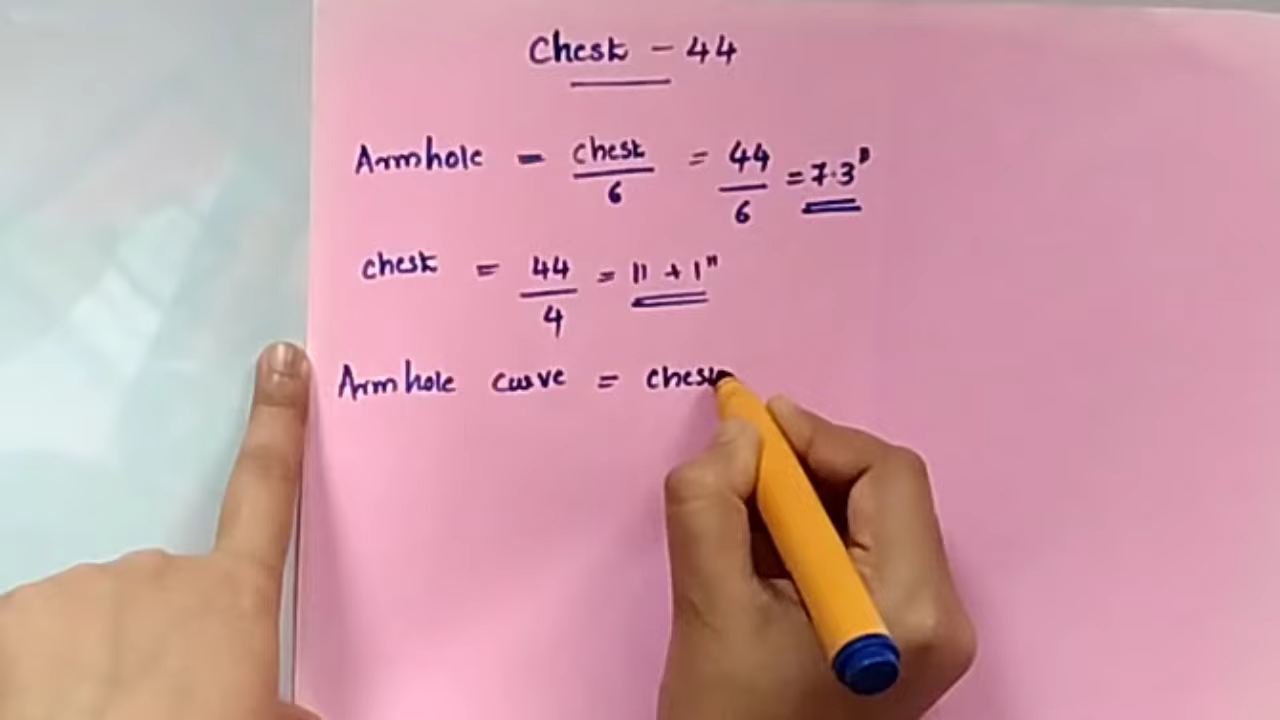 Chest - 44
Armhole - chest/6 = 44/6 = 7.3"
chest = 44/4 = 11 + 1"
Armhole curve = chest